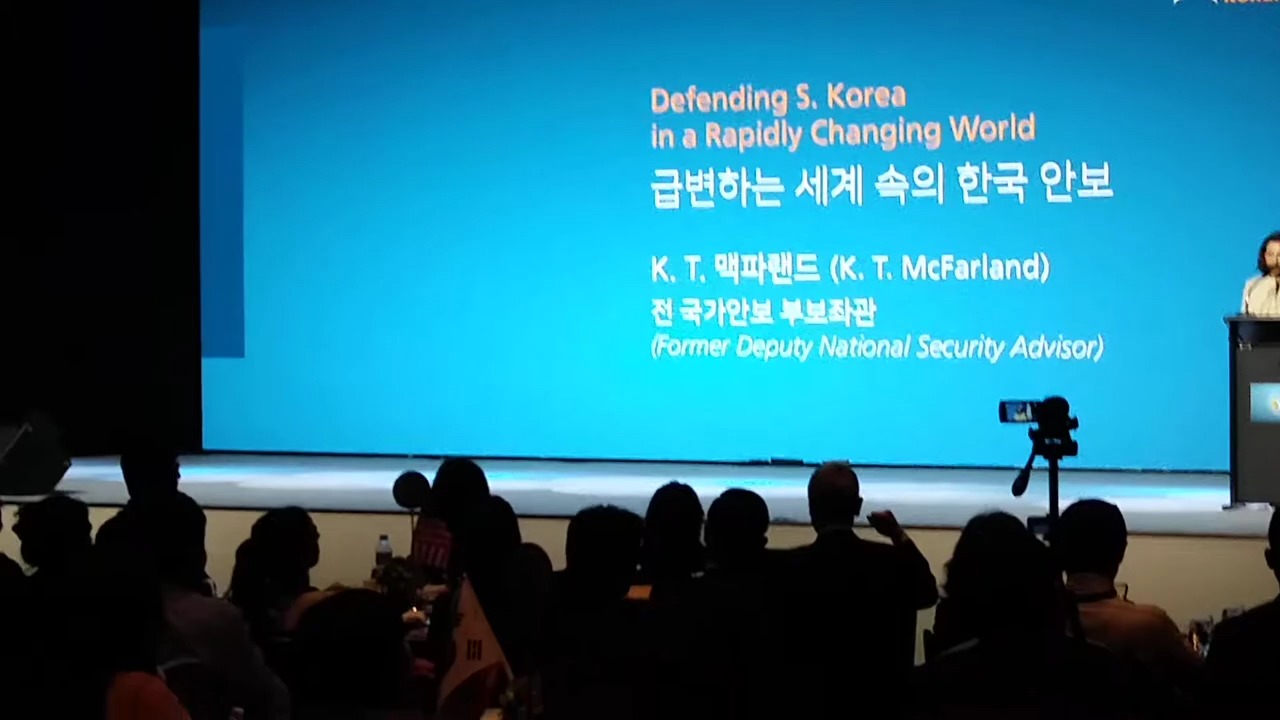 Defending S. Korea
in a Rapidly Changing World
급변하는 세계 속의 한국 안보
K. T. 맥파랜드 (K. T. McFarland)
전 국가안보 부보좌관
(Former Deputy National Security Advisor)